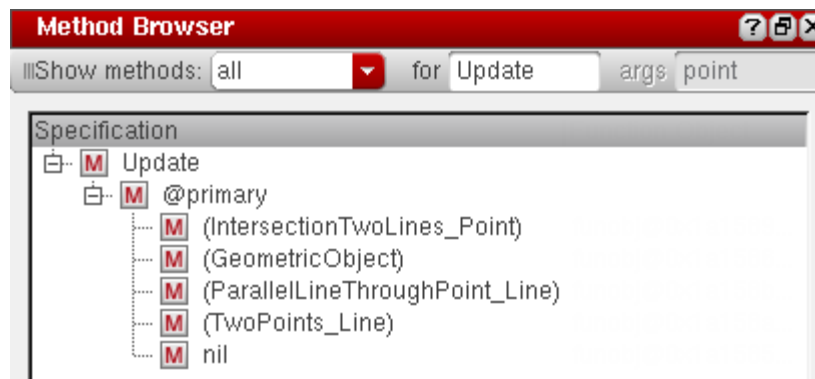 Method Browser
Show methods: all for Update args point
Specification
M Update
M @primary
M (IntersectionTwoLines_Point)
M (GeometricObject)
M (ParallelLineThroughPoint_Line)
M (TwoPoints_Line)
M nil